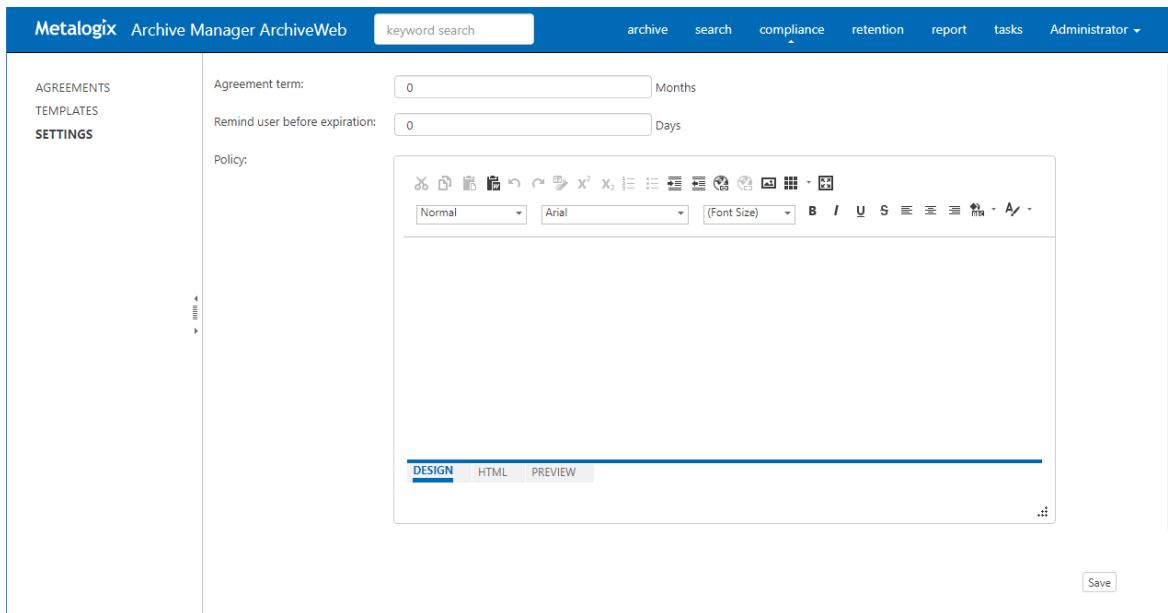 Metalogix Archive Manager ArchiveWeb keyword search archive search compliance retention report tasks Administrator
AGREEMENTS
TEMPLATES
SETTINGS
Agreement term: 0 Months
Remind user before expiration: 0 Days
Policy:
Normal Arial (Font Size) B I U S
DESIGN HTML PREVIEW
Save